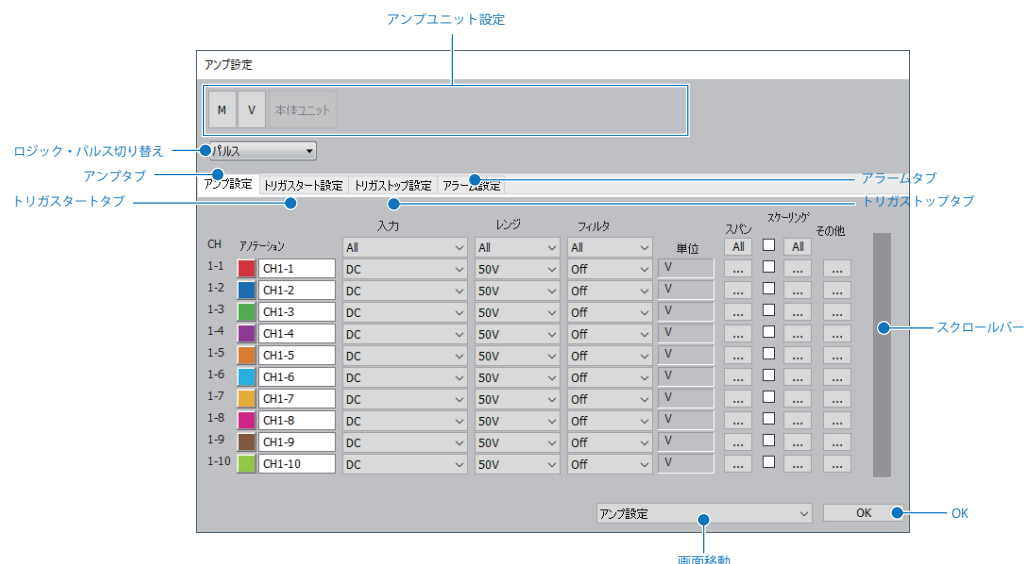 アンプユニット設定
アンプ設定
M V 本体ユニット
ロジック・パルス切り替え
パルス
アンプタブ
アラームタブ
アンプ設定 トリガスタート設定 トリガストップ設定 アラーム設定
トリガスタートタブ
トリガストップタブ
入力 レンジ フィルタ スパン スケーリング その他
CH アノテーション All All All 単位 All All
1-1 CH1-1 DC 50V Off V ... ... ...
1-2 CH1-2 DC 50V Off V ... ... ...
1-3 CH1-3 DC 50V Off V ... ... ...
1-4 CH1-4 DC 50V Off V ... ... ...
スクロールバー
1-5 CH1-5 DC 50V Off V ... ... ...
1-6 CH1-6 DC 50V Off V ... ... ...
1-7 CH1-7 DC 50V Off V ... ... ...
1-8 CH1-8 DC 50V Off V ... ... ...
1-9 CH1-9 DC 50V Off V ... ... ...
1-10 CH1-10 DC 50V Off V ... ... ...
アンプ設定 OK
OK
画面移動